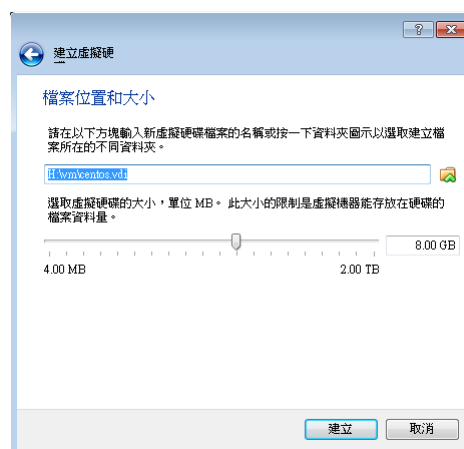 建立虛擬硬
檔案位置和大小
請在以下方塊輸入新虛擬硬碟檔案的名稱或按一下資料夾圖示以選取建立檔
案所在的不同資料夾。
H:\wm\centos.vdi
選取虛擬硬碟的大小，單位 MB。 此大小的限制是虛擬機器能存放在硬碟的
檔案資料量。
8.00 GB
4.00 MB 2.00 TB
建立 取消